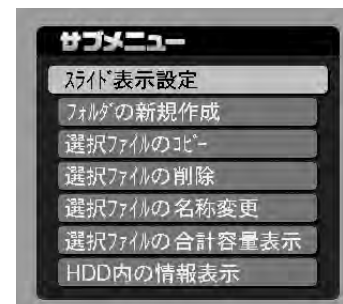 サブメニュー
ｽﾗｲﾄﾞ表示設定
ﾌｫﾙﾀﾞの新規作成
選択ﾌｧｲﾙのｺﾋﾟｰ
選択ﾌｧｲﾙの削除
選択ﾌｧｲﾙの名称変更
選択ﾌｧｲﾙの合計容量表示
HDD内の情報表示